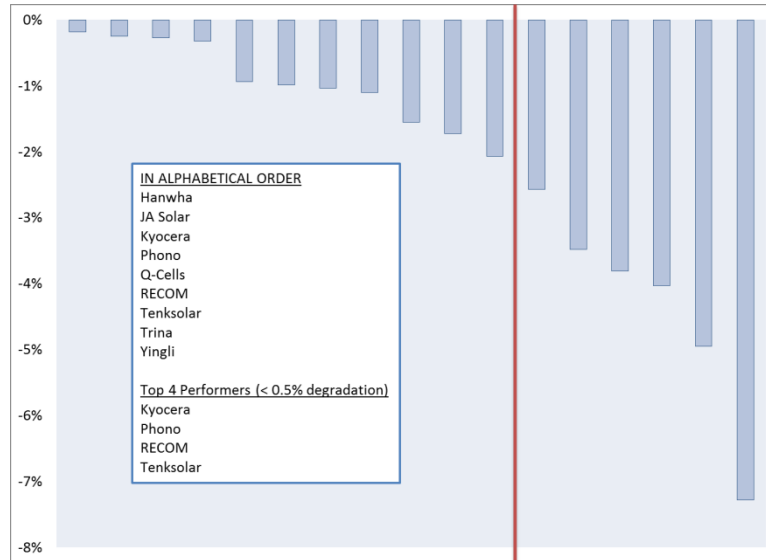 0%
-1%
-2%
-3%
-4%
-5%
-6%
-7%
-8%
IN ALPHABETICAL ORDER
Hanwha
JA Solar
Kyocera
Phono
Q-Cells
RECOM
Tenksolar
Trina
Yingli
Top 4 Performers (< 0.5% degradation)
Kyocera
Phono
RECOM
Tenksolar